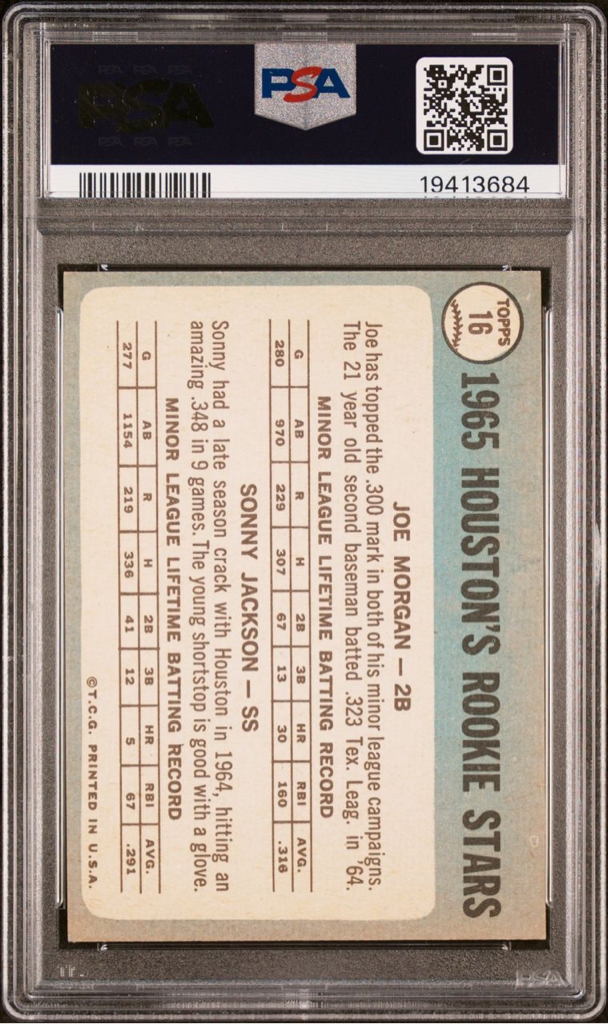 PSA
PSA
19413684
TOPPS
16
1965 HOUSTON'S ROOKIE STARS
JOE MORGAN — 2B
Joe has topped the .300 mark in both of his minor league campaigns.
The 21 year old second baseman batted .323 Tex. Leag. in '64.
MINOR LEAGUE LIFETIME BATTING RECORD
G AB R H 2B 3B HR RBI AVG.
280 970 229 307 67 13 30 160 .316
SONNY JACKSON — SS
Sonny had a late season crack with Houston in 1964, hitting an
amazing .348 in 9 games. The young shortstop is good with a glove.
MINOR LEAGUE LIFETIME BATTING RECORD
G AB R H 2B 3B HR RBI AVG.
277 1154 219 336 41 12 5 67 .291
©T.C.G. PRINTED IN U.S.A.
PSA